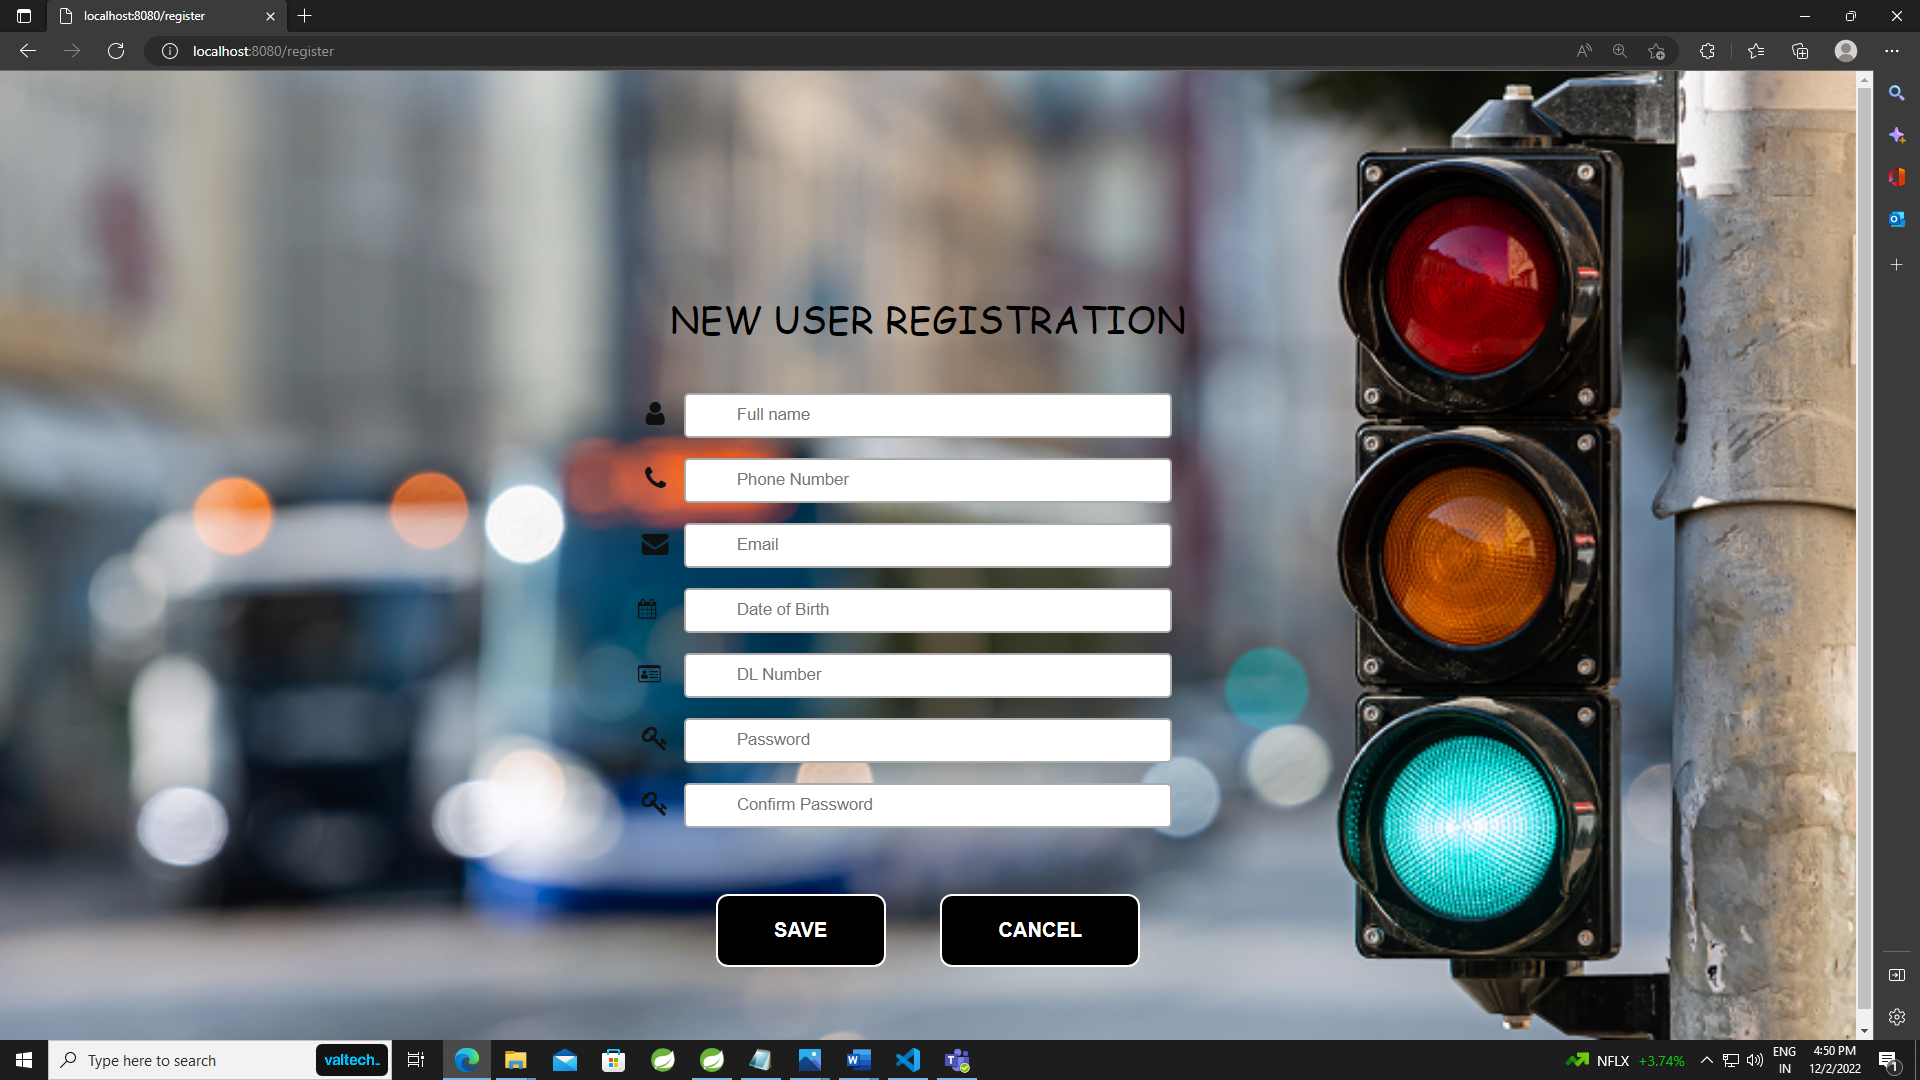 localhost:8080/register
localhost:8080/register
NEW USER REGISTRATION
Full name
Phone Number
Email
Date of Birth
DL Number
Password
Confirm Password
SAVE
CANCEL
Type here to search
valtech_
NFLX +3.74%
ENG
IN
4:50 PM
12/2/2022
1